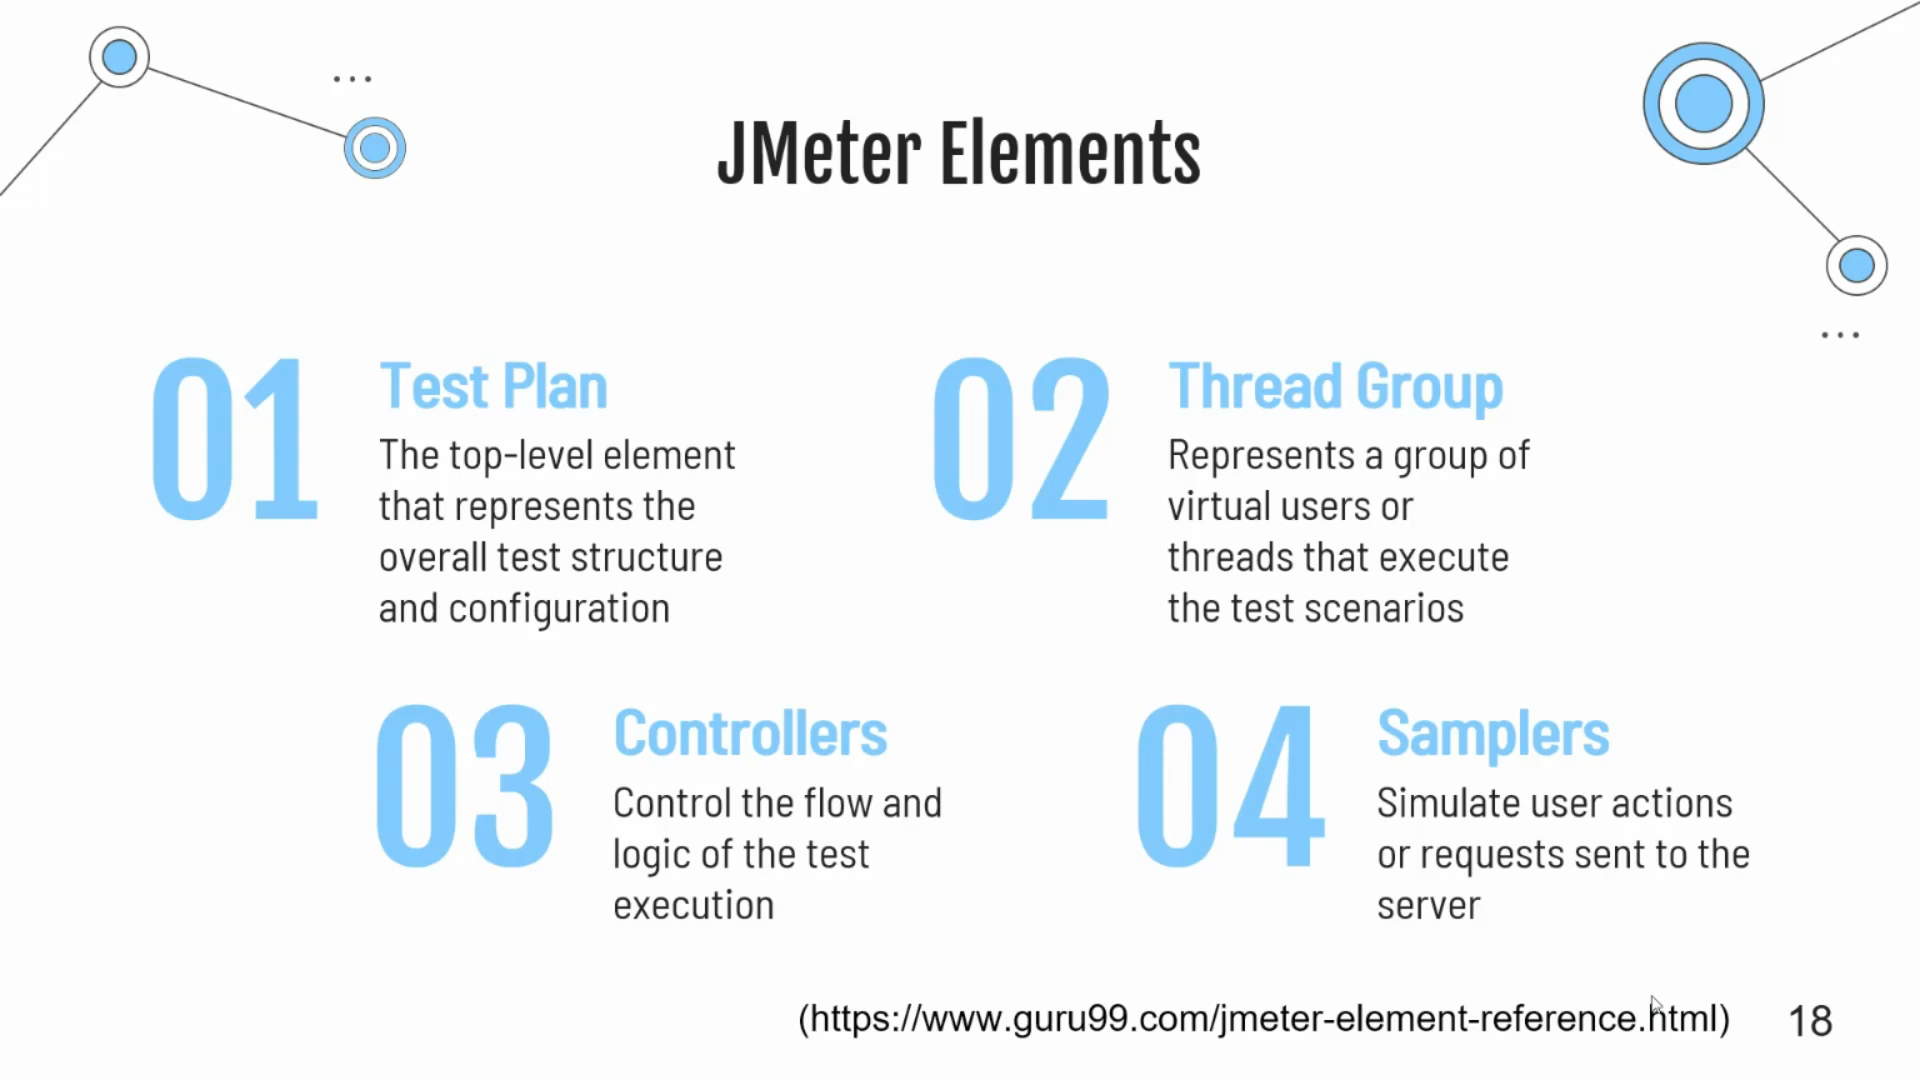 JMeter Elements
01
Test Plan
The top-level element
that represents the
overall test structure
and configuration
02
Thread Group
Represents a group of
virtual users or
threads that execute
the test scenarios
03
Controllers
Control the flow and
logic of the test
execution
04
Samplers
Simulate user actions
or requests sent to the
server
(https://www.guru99.com/jmeter-element-reference.html)
18